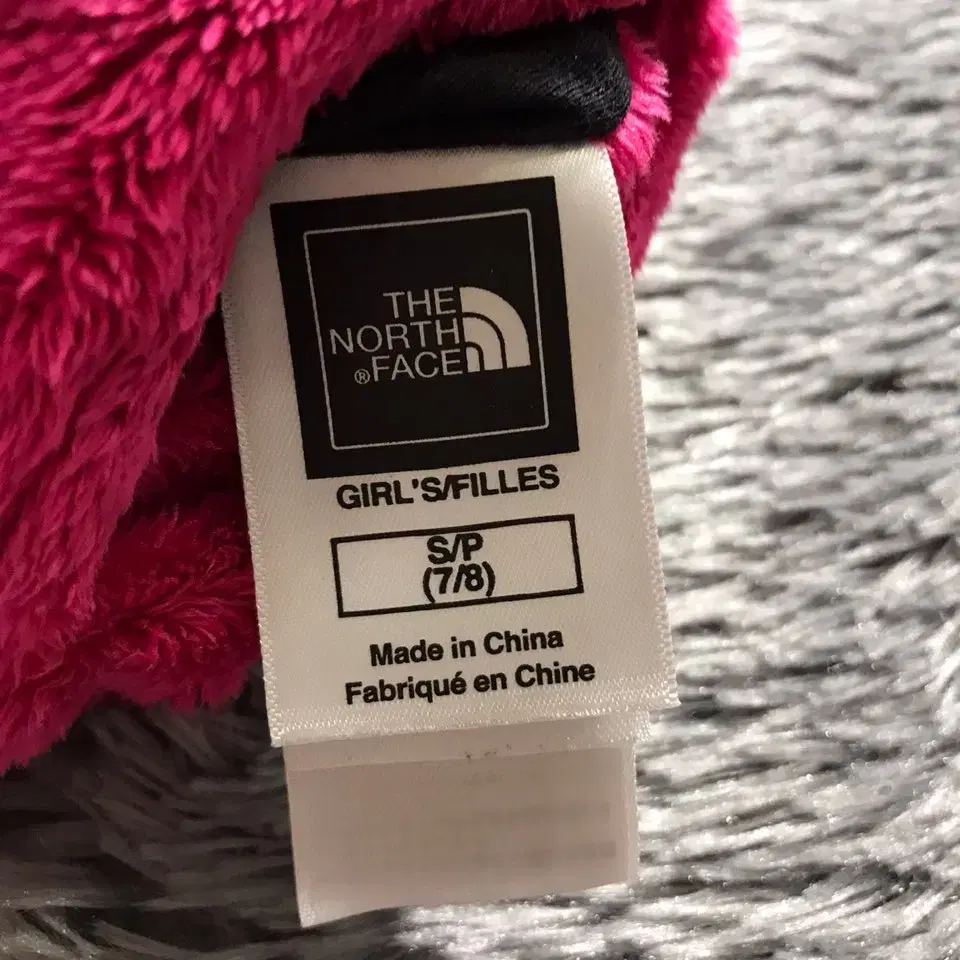 THE
NORTH
®FACE
GIRL'S/FILLES
S/P
(7/8)
Made in China
Fabriqué en Chine